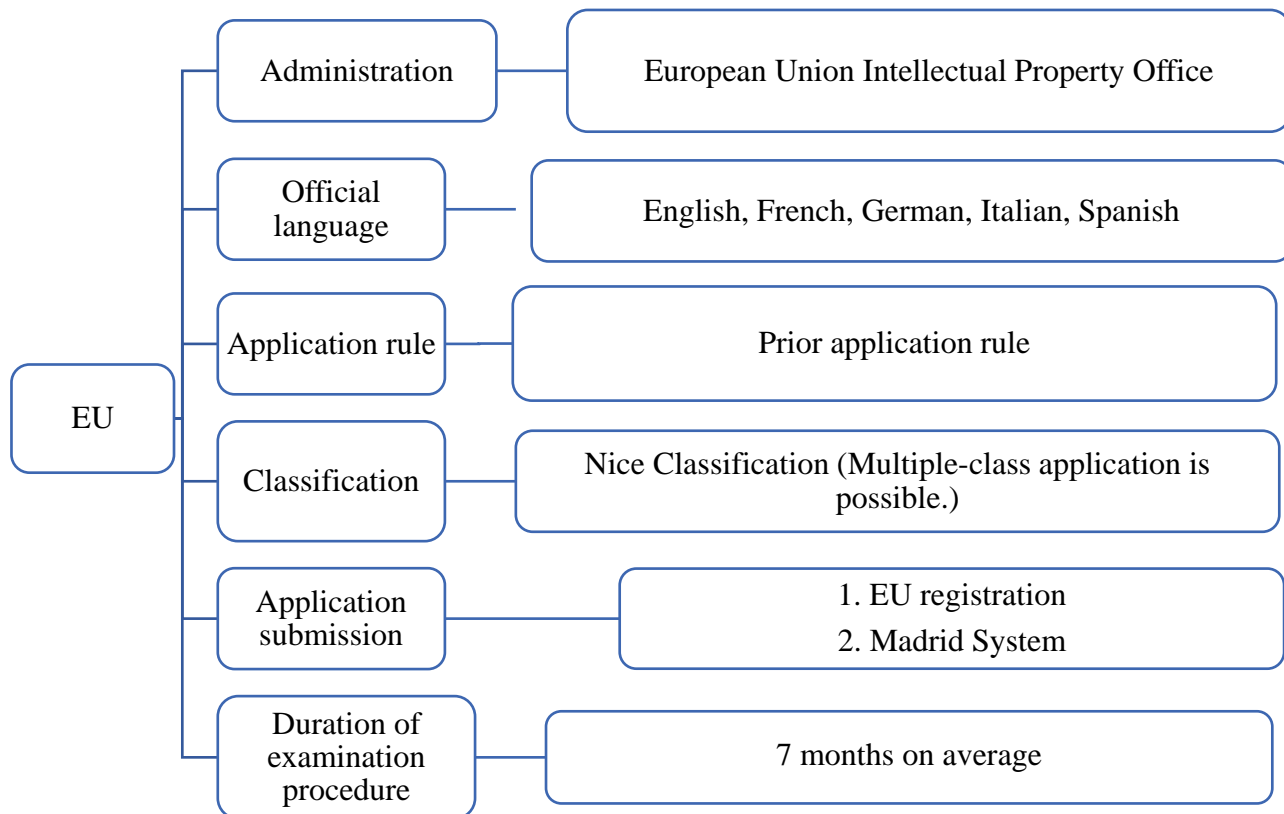 Administration
European Union Intellectual Property Office
Official
language
English, French, German, Italian, Spanish
Application rule
Prior application rule
EU
Classification
Nice Classification (Multiple-class application is
possible.)
Application
submission
1. EU registration
2. Madrid System
Duration of
examination
procedure
7 months on average